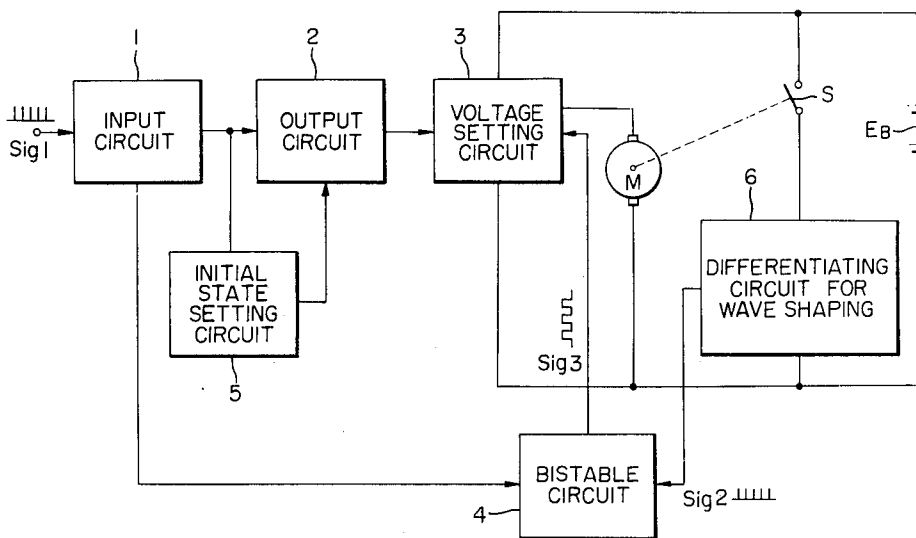 1
2
3
INPUT
CIRCUIT
OUTPUT
CIRCUIT
VOLTAGE
SETTING
CIRCUIT
Sig1
S
EB
M
6
INITIAL
STATE
SETTING
CIRCUIT
5
DIFFERENTIATING
CIRCUIT FOR
WAVE SHAPING
Sig3
BISTABLE
CIRCUIT
4
Sig2